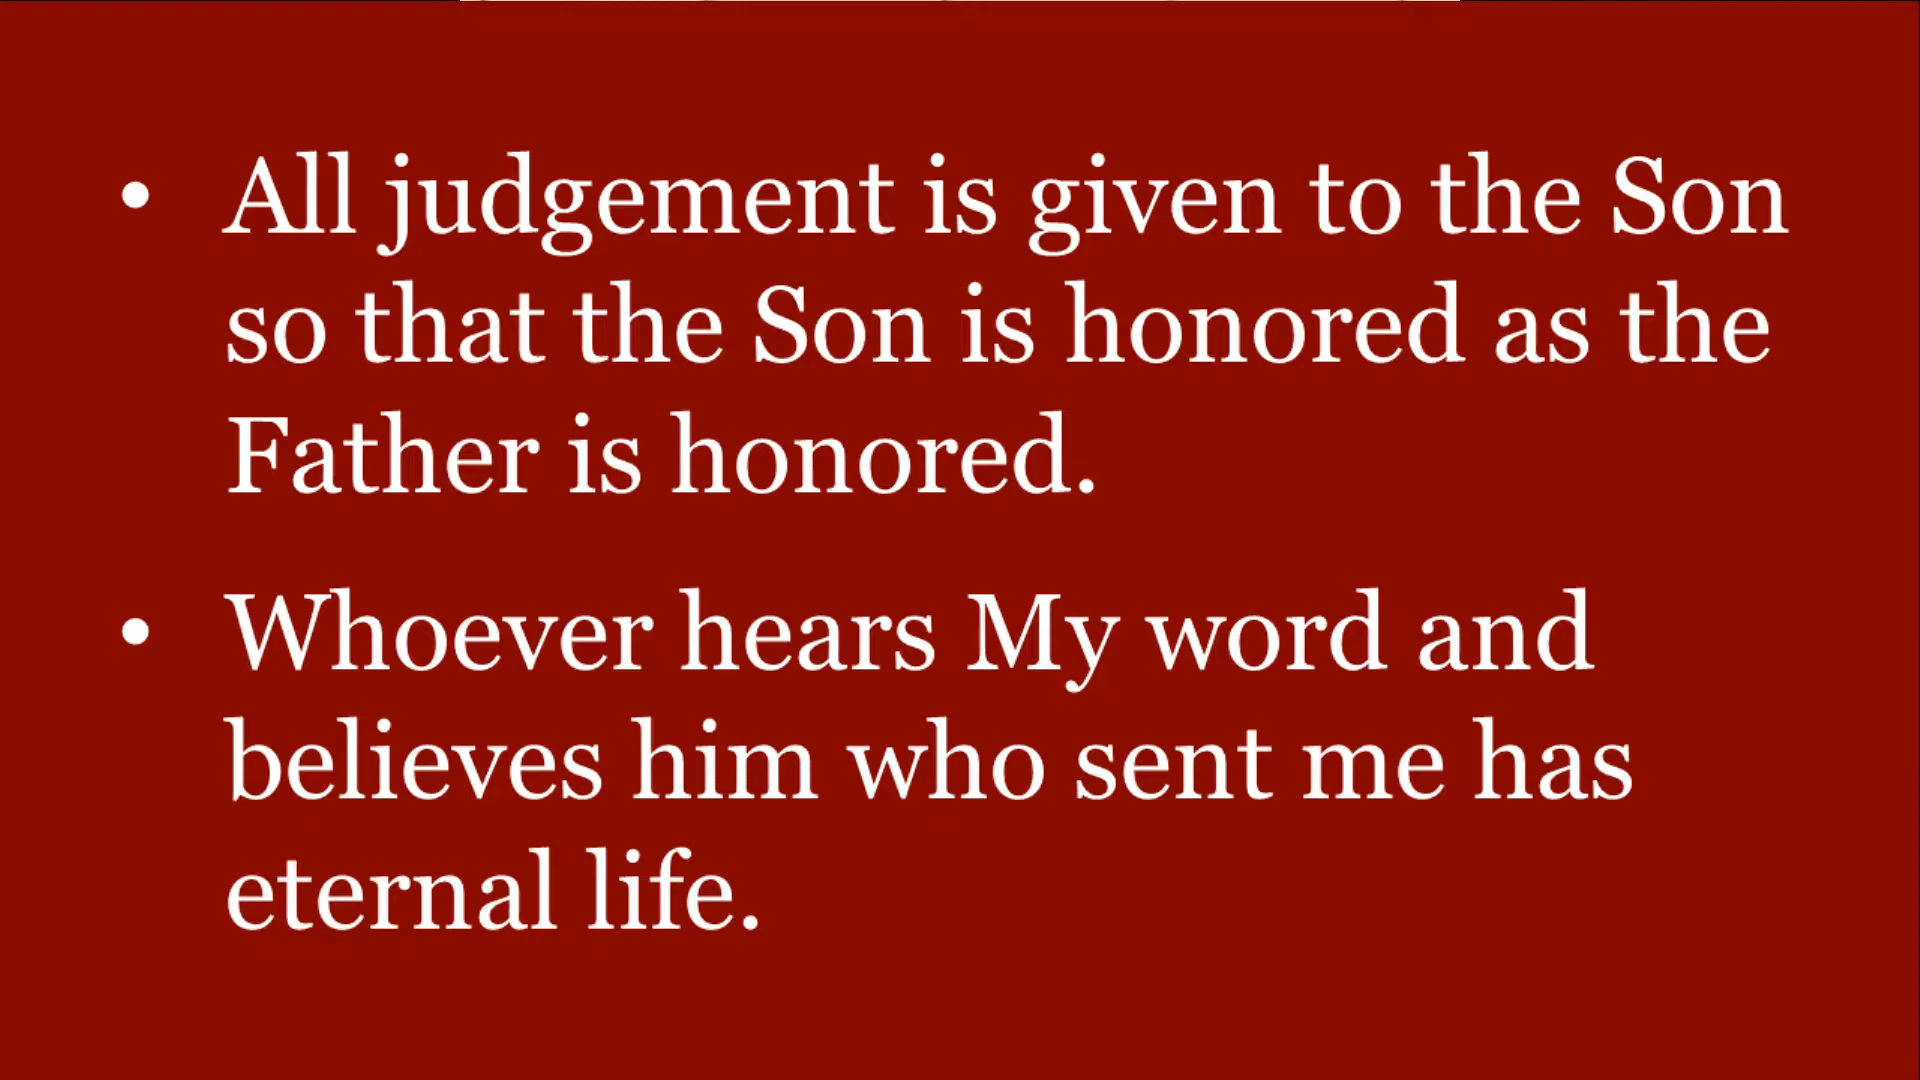 • All judgement is given to the Son
so that the Son is honored as the
Father is honored.
• Whoever hears My word and
believes him who sent me has
eternal life.